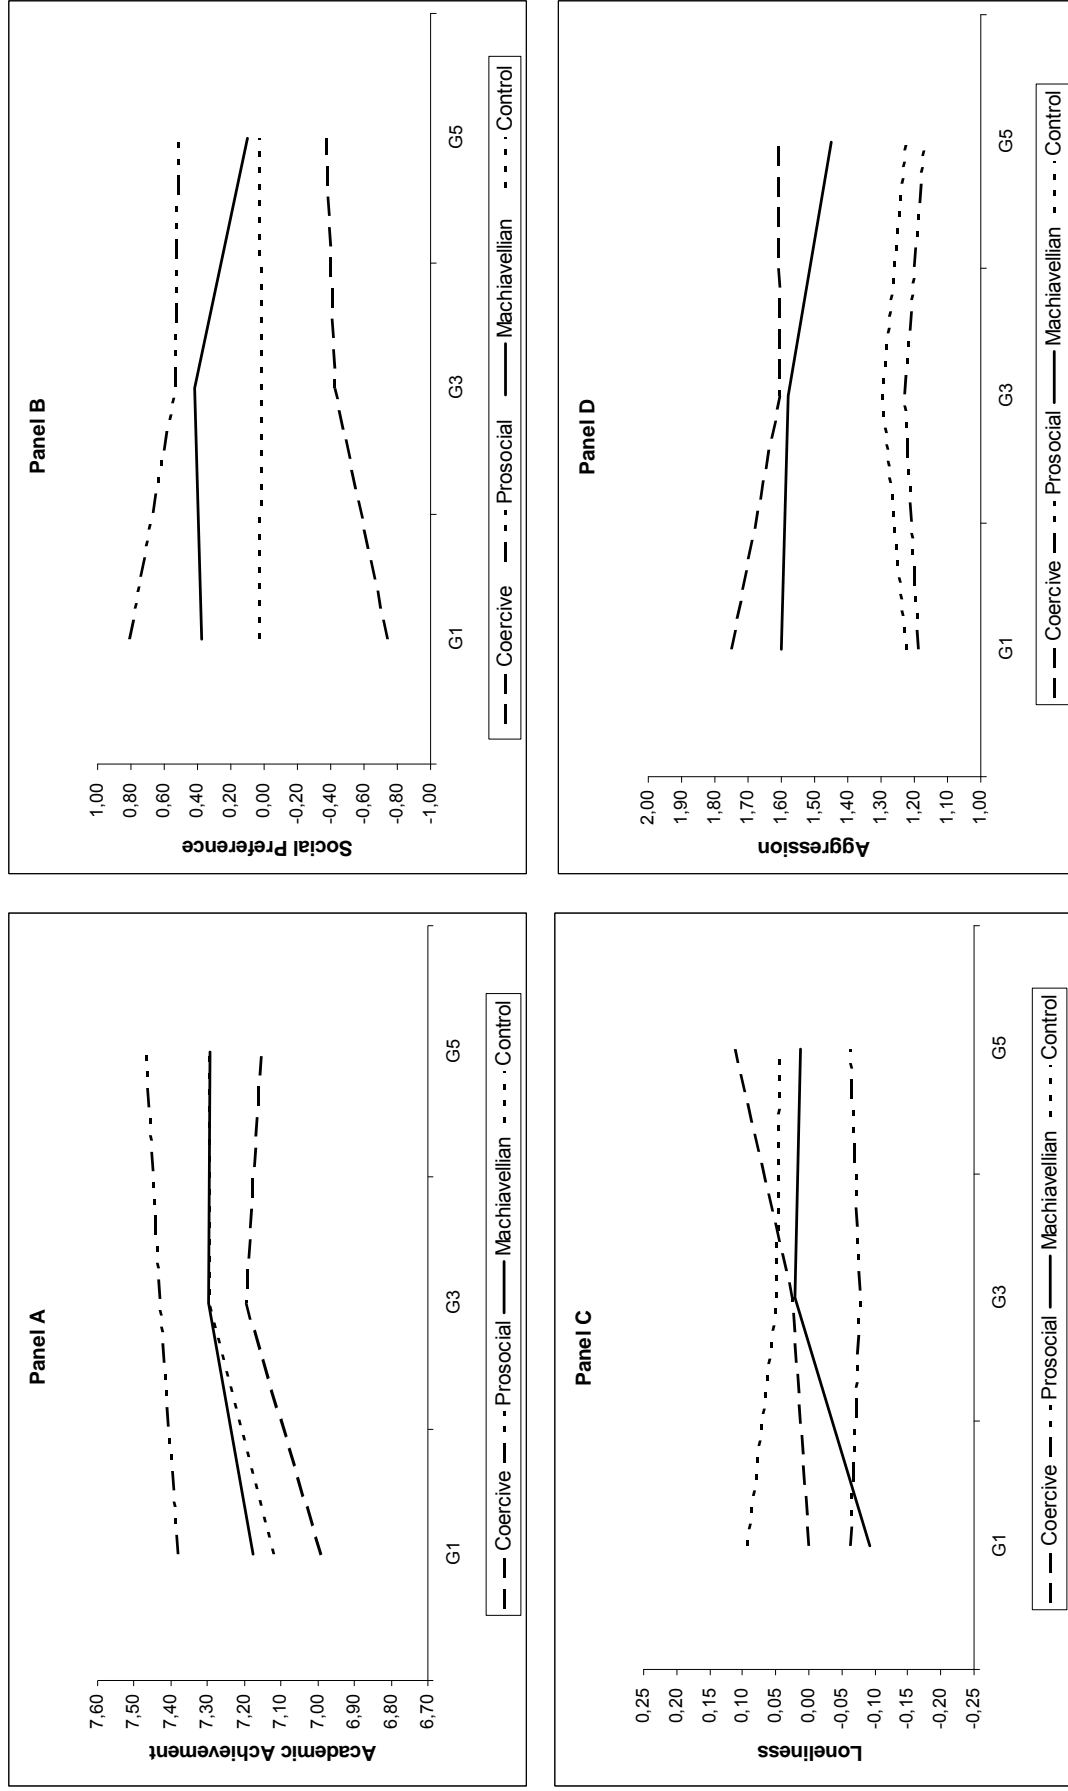 Panel A
Academic Achievement
7,60
7,50
7,40
7,30
7,20
7,10
7,00
6,90
6,80
6,70
G1
G3
G5
Coercive Prosocial Machiavellian Control
Panel B
Social Preference
1,00
0,80
0,60
0,40
0,20
0,00
-0,20
-0,40
-0,60
-0,80
-1,00
G1
G3
G5
Coercive Prosocial Machiavellian Control
Panel C
Loneliness
0,25
0,20
0,15
0,10
0,05
0,00
-0,05
-0,10
-0,15
-0,20
-0,25
G1
G3
G5
Coercive Prosocial Machiavellian Control
Panel D
Aggression
2,00
1,90
1,80
1,70
1,60
1,50
1,40
1,30
1,20
1,10
1,00
G1
G3
G5
Coercive Prosocial Machiavellian Control